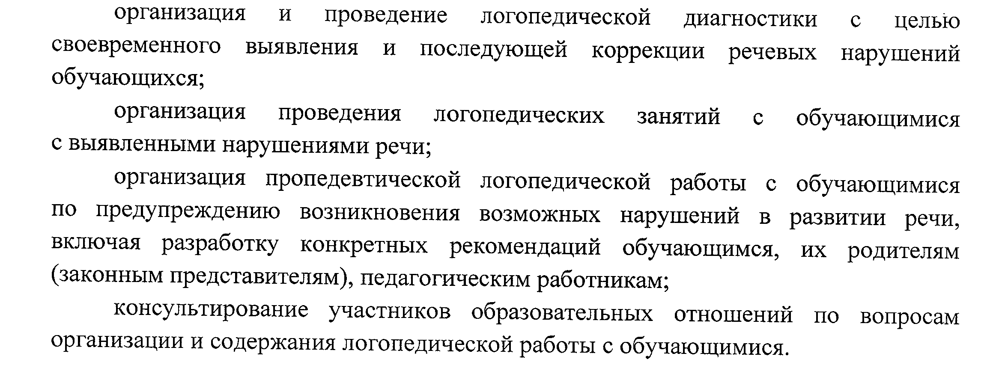 организация и проведение логопедической диагностики с целью
своевременного выявления и последующей коррекции речевых нарушений
обучающихся;
организация проведения логопедических занятий с обучающимися
с выявленными нарушениями речи;
организация пропедевтической логопедической работы с обучающимися
по предупреждению возникновения возможных нарушений в развитии речи,
включая разработку конкретных рекомендаций обучающимся, их родителям
(законным представителям), педагогическим работникам;
консультирование участников образовательных отношений по вопросам
организации и содержания логопедической работы с обучающимися.